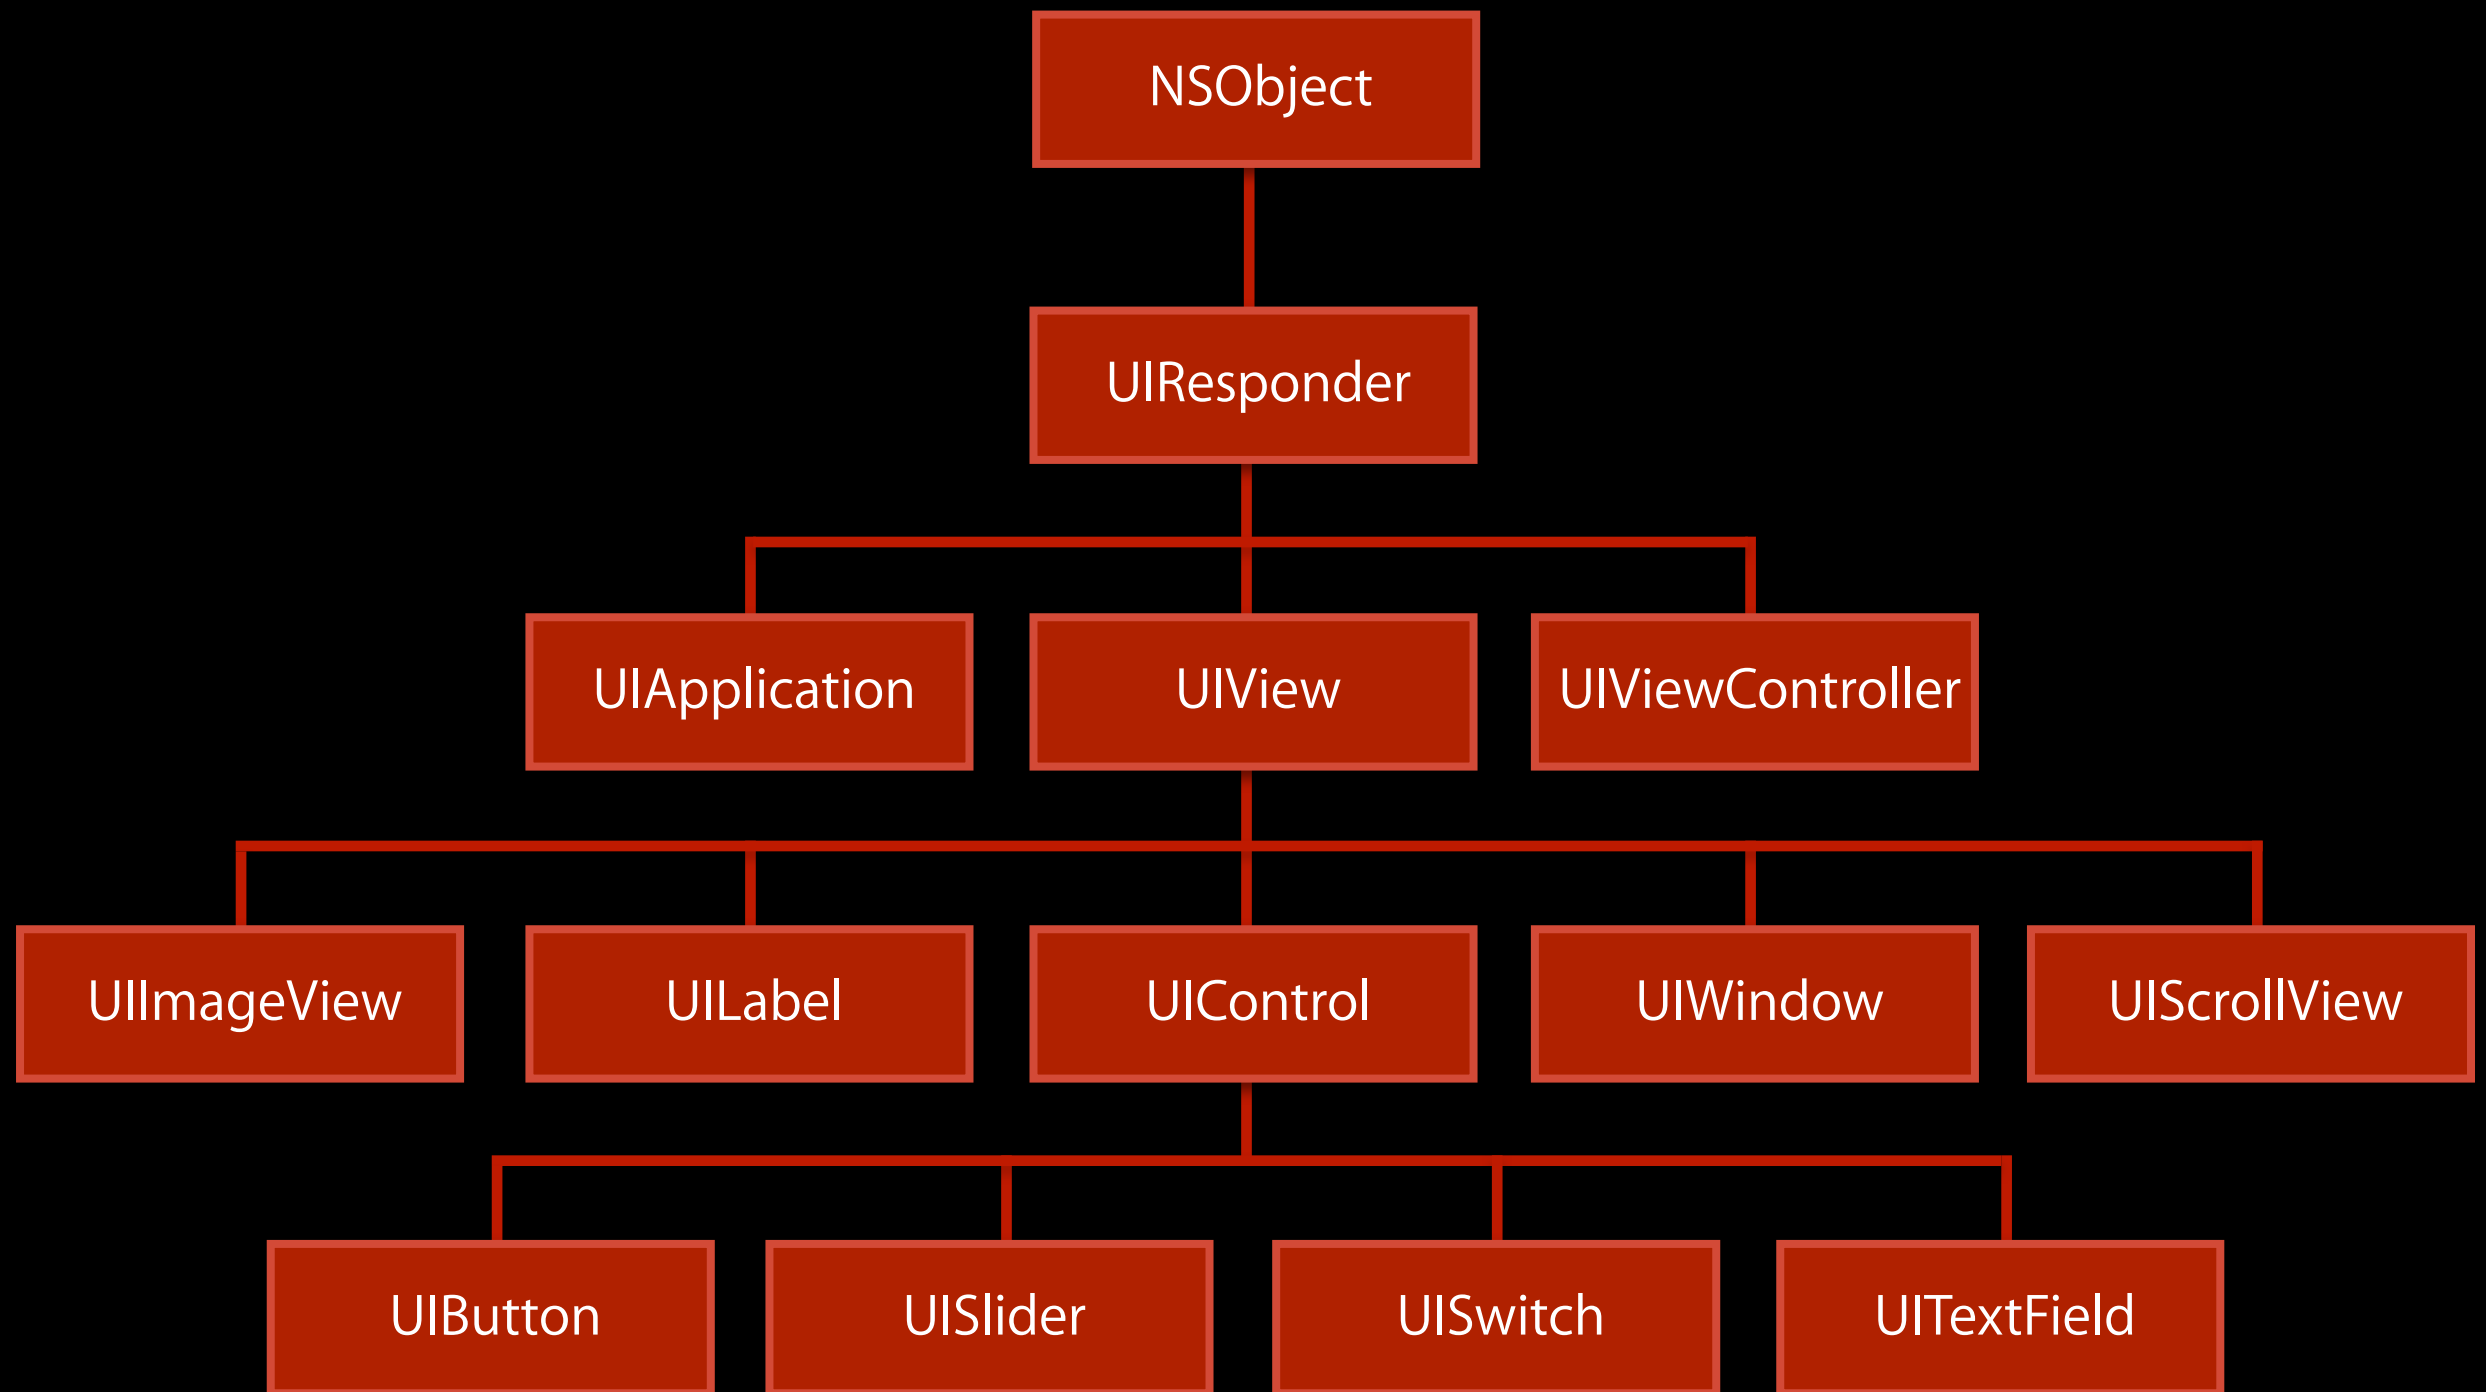 NSObject
UIResponder
UIApplication
UIView
UIViewController
UIImageView
UILabel
UIControl
UIWindow
UIScrollView
UIButton
UISlider
UISwitch
UITextField